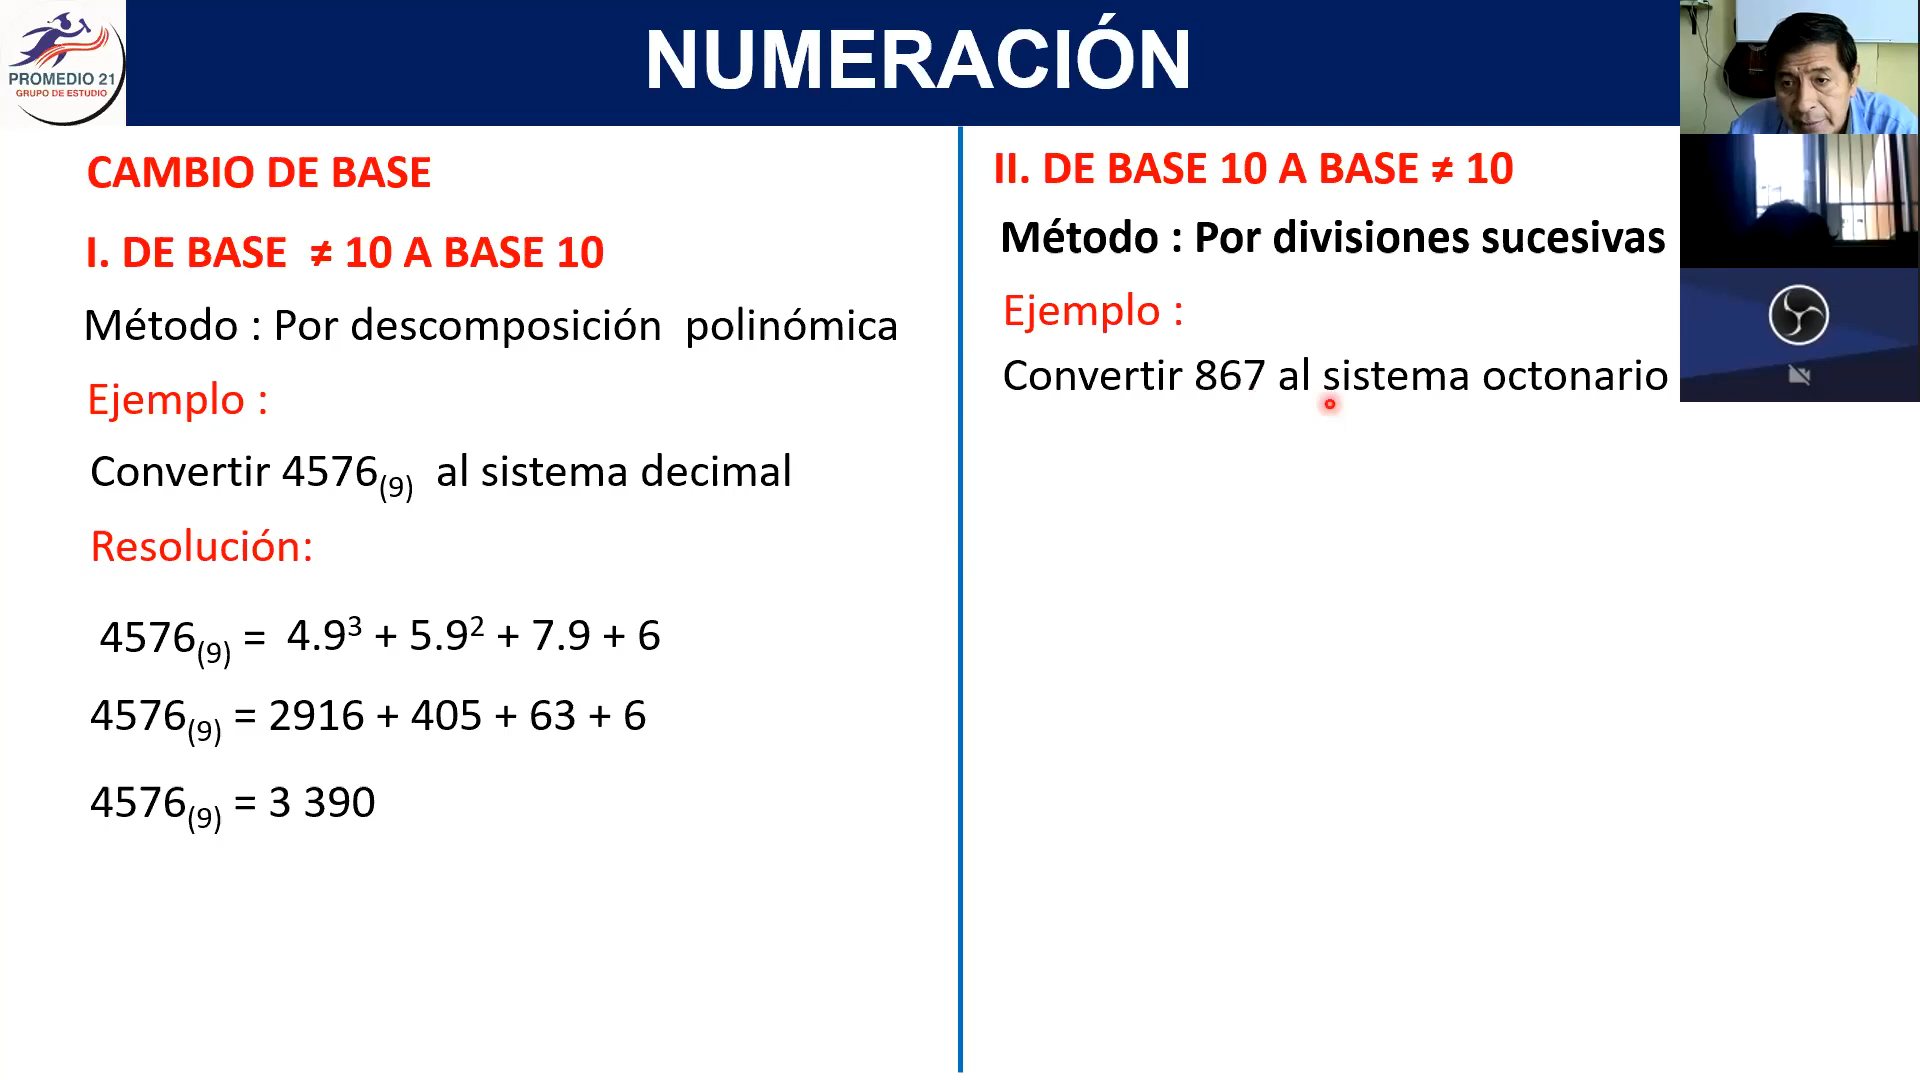 PROMEDIO 21
GRUPO DE ESTUDIO
NUMERACIÓN
CAMBIO DE BASE
I. DE BASE ≠ 10 A BASE 10
Método : Por descomposición polinómica
Ejemplo :
Convertir 4576(9) al sistema decimal
Resolución:
4576(9) = 4.9³ + 5.9² + 7.9 + 6
4576(9) = 2916 + 405 + 63 + 6
4576(9) = 3 390
II. DE BASE 10 A BASE ≠ 10
Método : Por divisiones sucesivas
Ejemplo :
Convertir 867 al sistema octonario